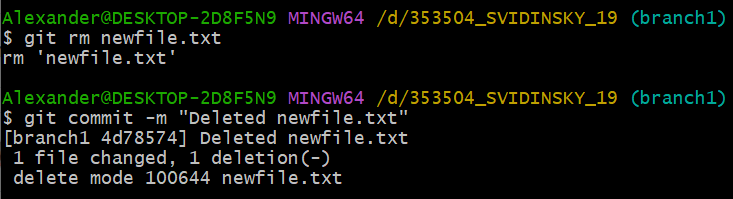 Alexander@DESKTOP-2D8F5N9 MINGW64 /d/353504_SVIDINSKY_19 (branch1)
$ git rm newfile.txt
rm 'newfile.txt'
Alexander@DESKTOP-2D8F5N9 MINGW64 /d/353504_SVIDINSKY_19 (branch1)
$ git commit -m "Deleted newfile.txt"
[branch1 4d78574] Deleted newfile.txt
 1 file changed, 1 deletion(-)
 delete mode 100644 newfile.txt